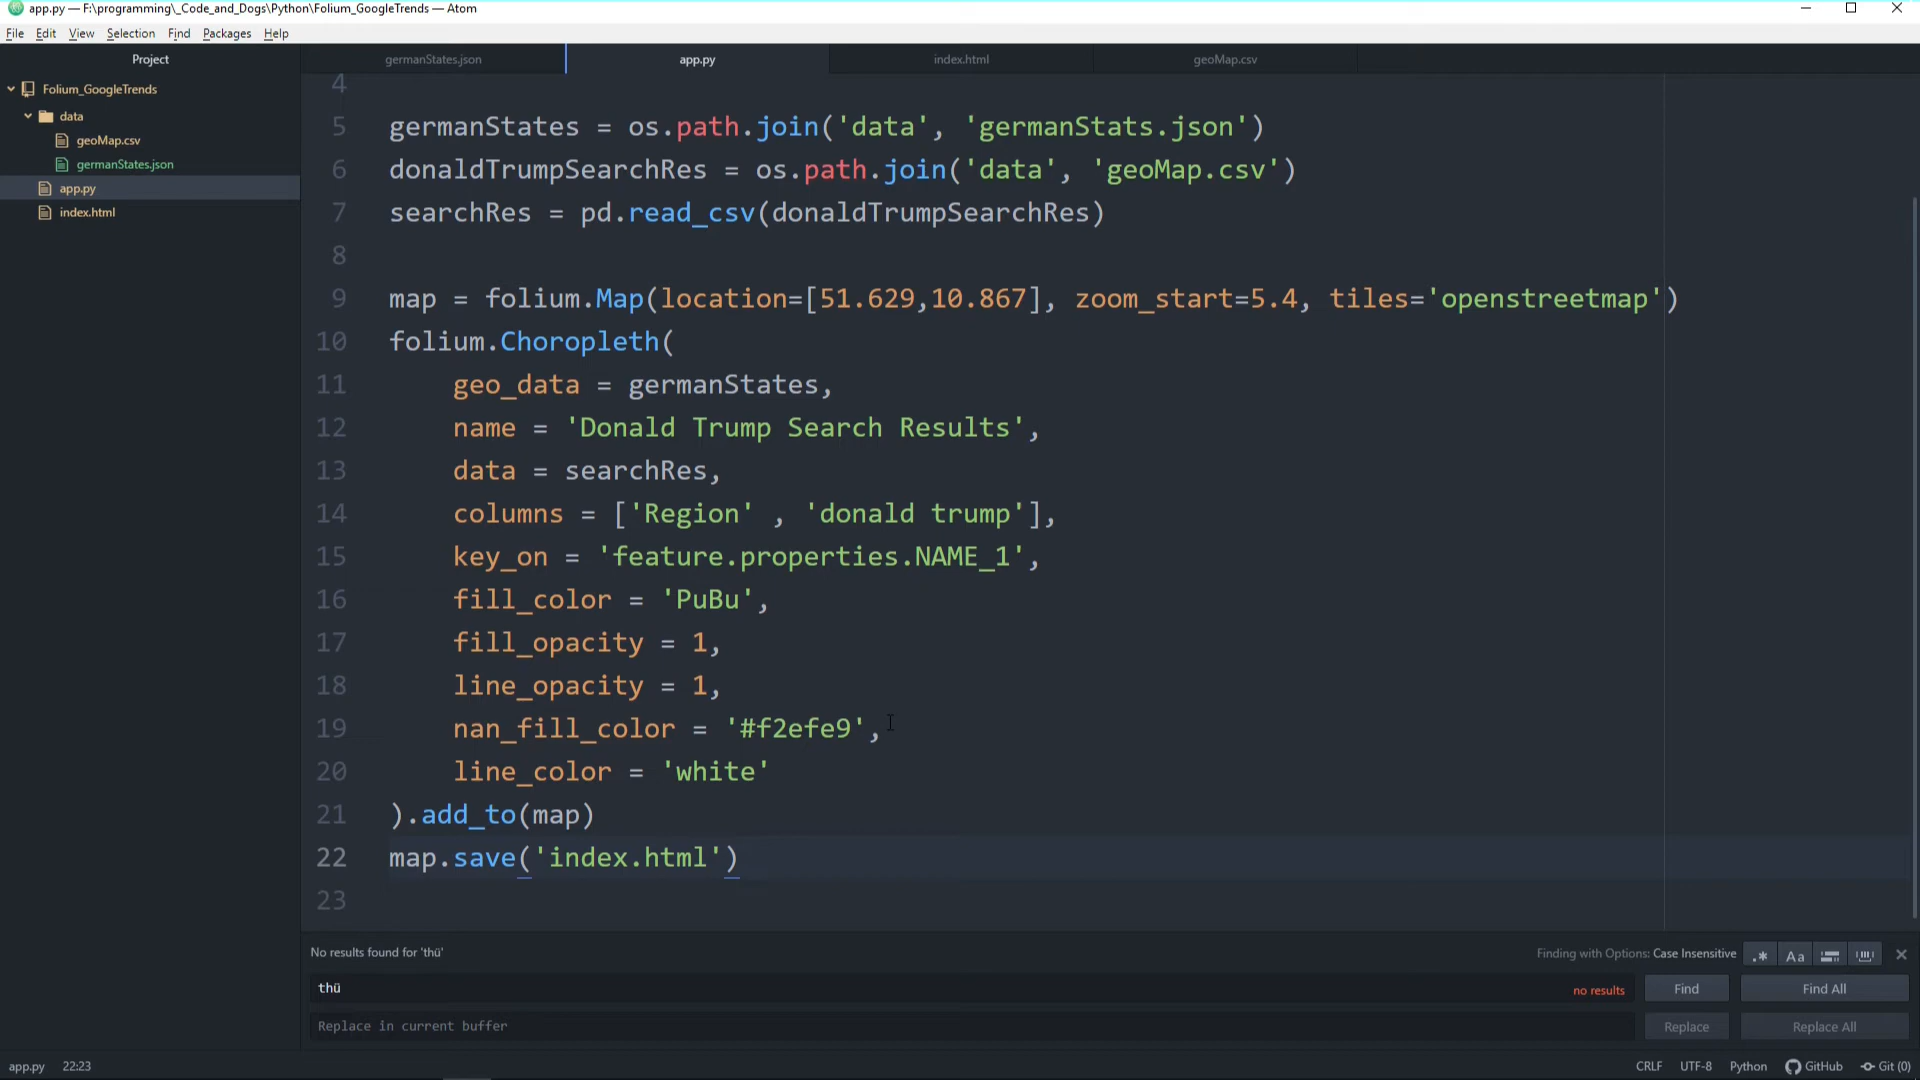 app.py — F:\programming\_Code_and_Dogs\Python\Folium_GoogleTrends — Atom
File Edit View Selection Find Packages Help
Project
germanStates.json app.py index.html geoMap.csv
Folium_GoogleTrends
data
geoMap.csv
germanStates.json
app.py
index.html
4
5 germanStates = os.path.join('data', 'germanStats.json')
6 donaldTrumpSearchRes = os.path.join('data', 'geoMap.csv')
7 searchRes = pd.read_csv(donaldTrumpSearchRes)
8
9 map = folium.Map(location=[51.629,10.867], zoom_start=5.4, tiles='openstreetmap')
10 folium.Choropleth(
11 geo_data = germanStates,
12 name = 'Donald Trump Search Results',
13 data = searchRes,
14 columns = ['Region' , 'donald trump'],
15 key_on = 'feature.properties.NAME_1',
16 fill_color = 'PuBu',
17 fill_opacity = 1,
18 line_opacity = 1,
19 nan_fill_color = '#f2efe9',
20 line_color = 'white'
21 ).add_to(map)
22 map.save('index.html')
23
No results found for 'thü'
Finding with Options: Case Insensitive .* Aa
thü no results Find Find All
Replace in current buffer Replace Replace All
app.py 22:23 CRLF UTF-8 Python GitHub Git (0)